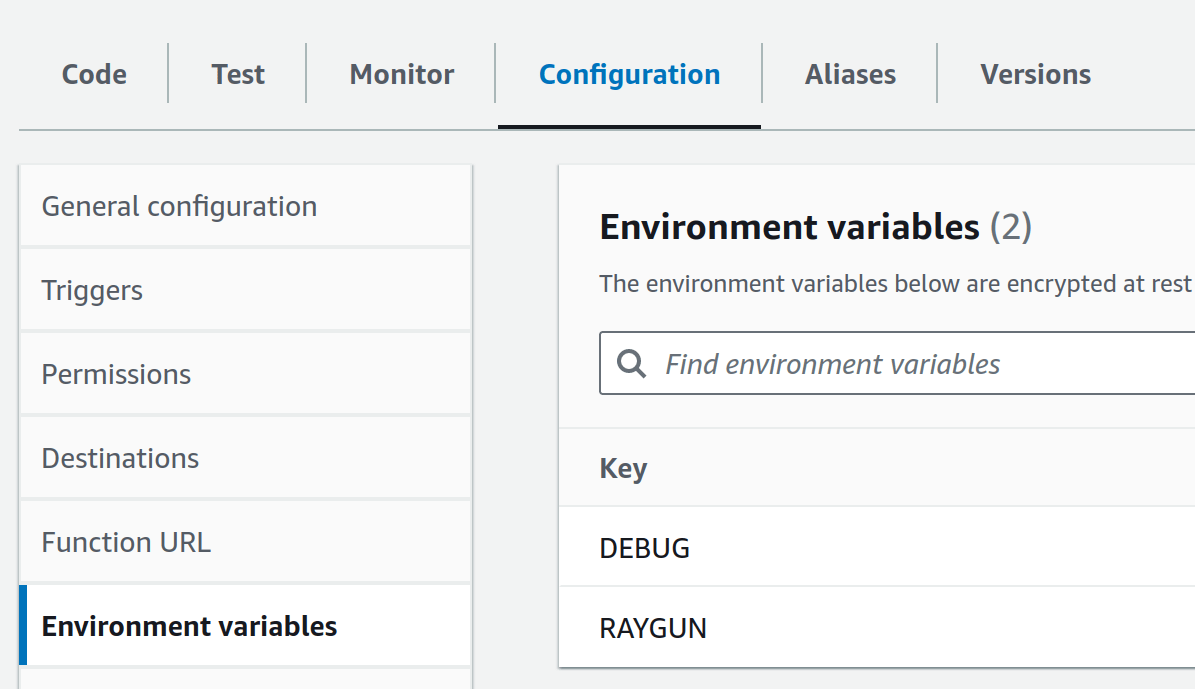 Code Test Monitor Configuration Aliases Versions
General configuration
Triggers
Permissions
Destinations
Function URL
Environment variables
Environment variables (2)
The environment variables below are encrypted at rest
Find environment variables
Key
DEBUG
RAYGUN